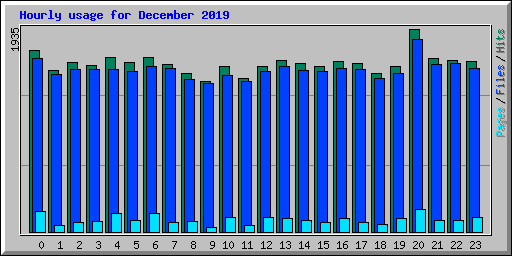 Hourly usage for December 2019
1935
Pages/Files/Hits
0 1 2 3 4 5 6 7 8 9 10 11 12 13 14 15 16 17 18 19 20 21 22 23